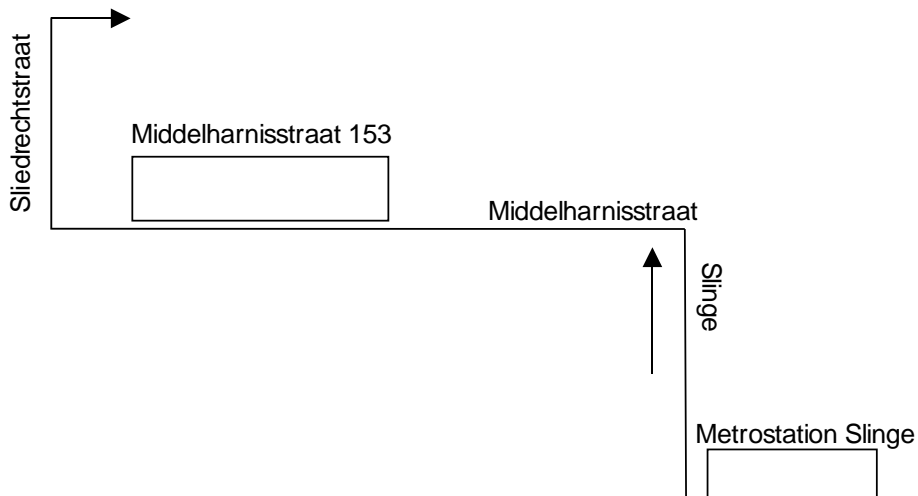 Sliedrechtstraat
Middelharnisstraat 153
Middelharnisstraat
Slinge
Metrostation Slinge